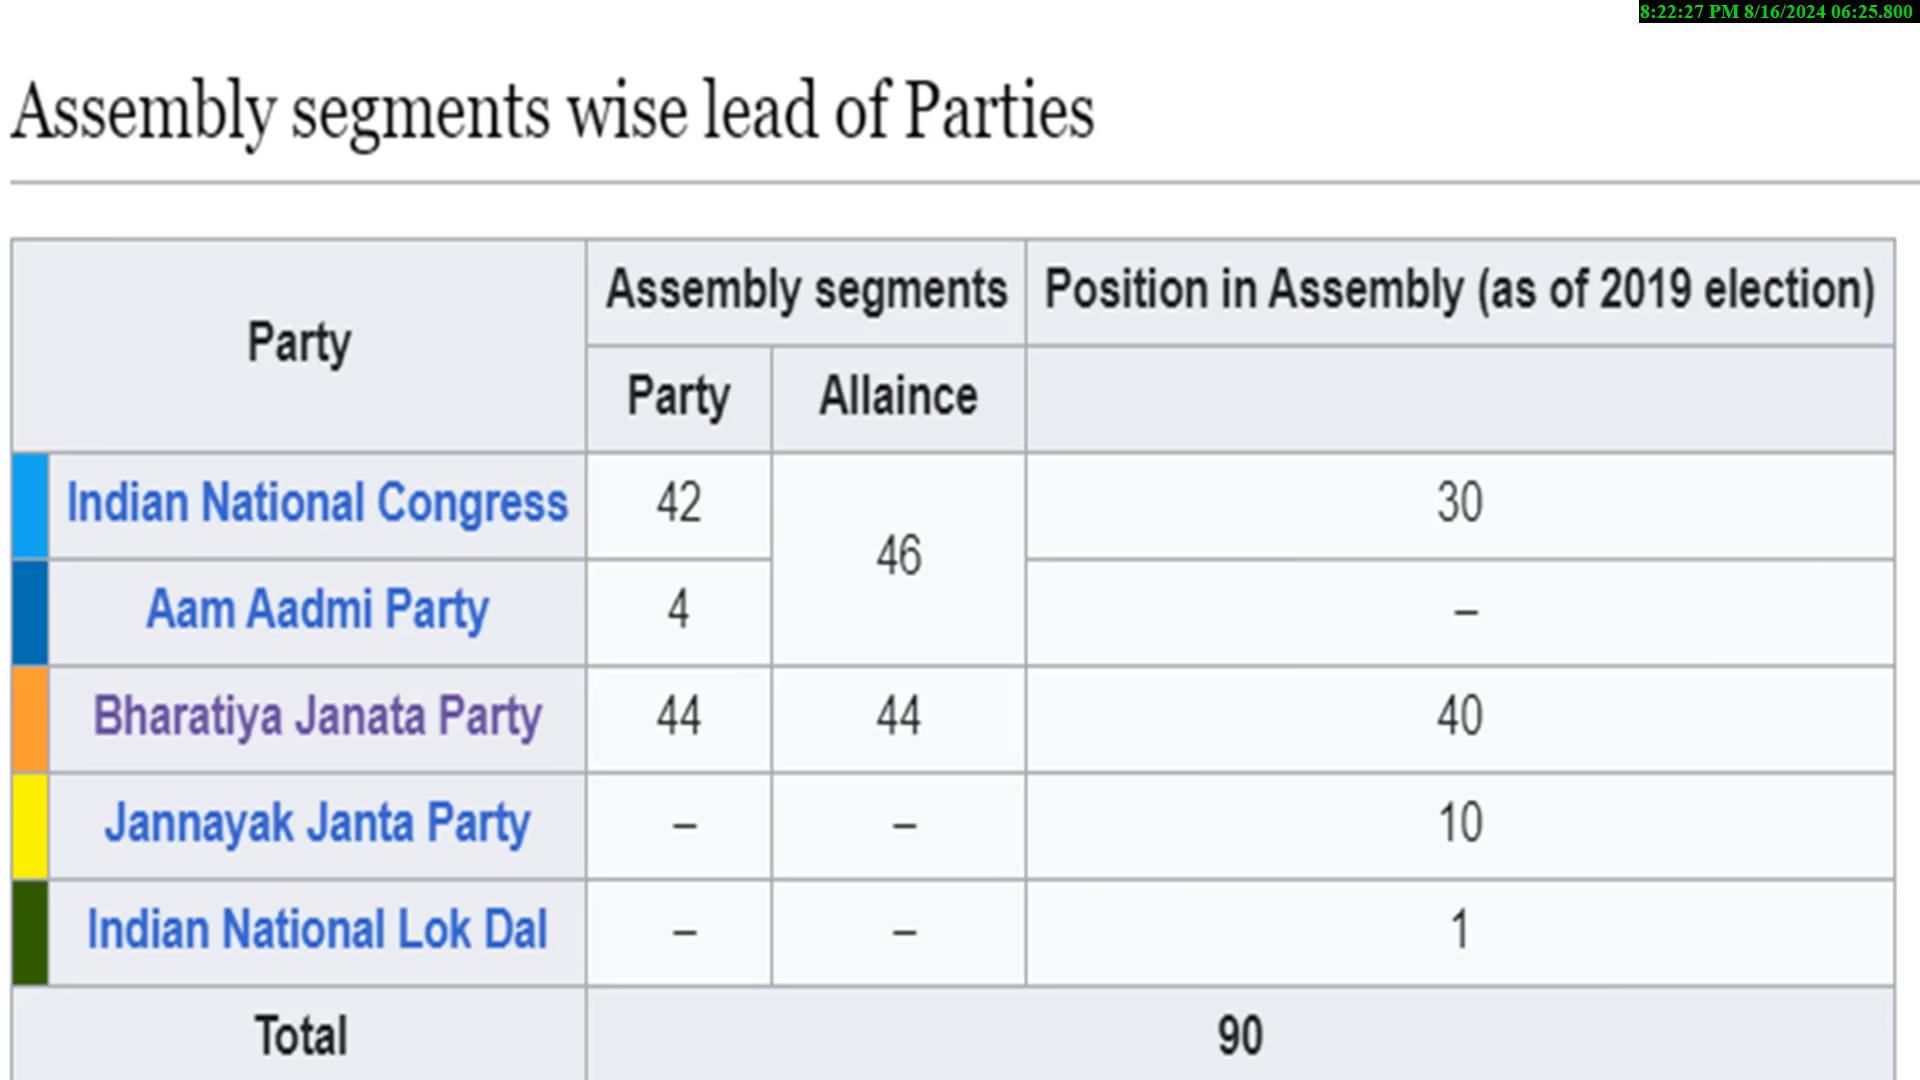 8:22:27 PM 8/16/2024 06:25.800
Assembly segments wise lead of Parties
Party
Assembly segments
Position in Assembly (as of 2019 election)
Party
Allaince
Indian National Congress
42
46
30
Aam Aadmi Party
4
–
Bharatiya Janata Party
44
44
40
Jannayak Janta Party
–
–
10
Indian National Lok Dal
–
–
1
Total
90